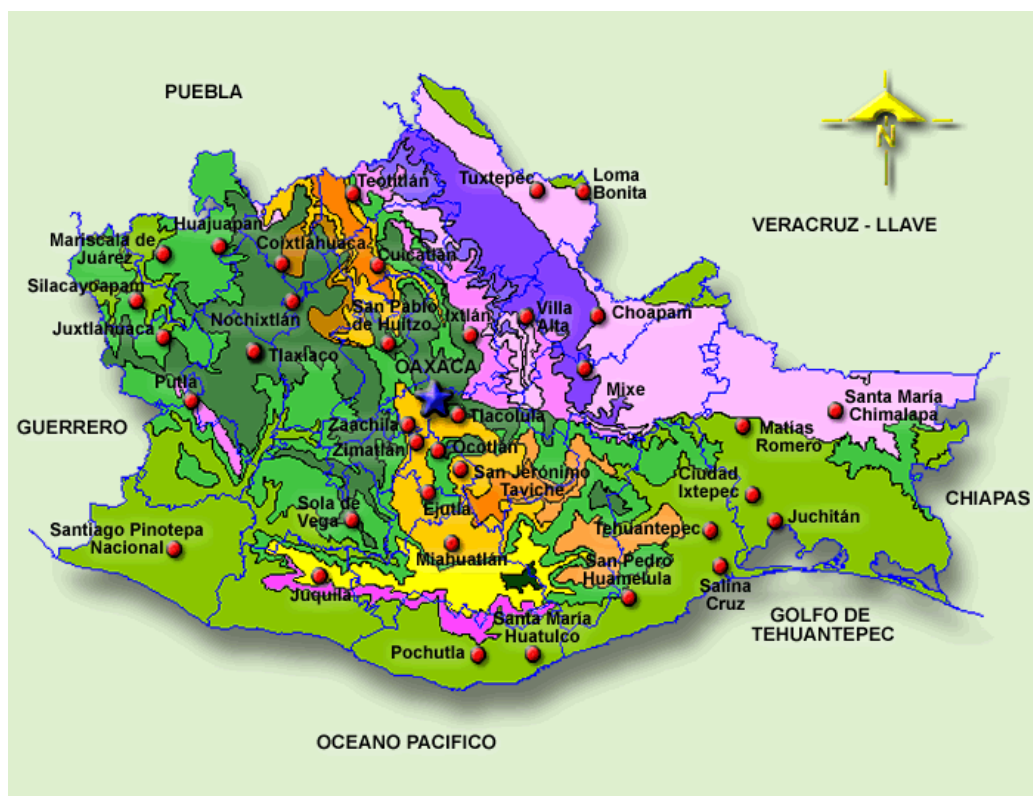 PUEBLA
N
Teotitlán
Tuxtepec
Loma
Bonita
VERACRUZ - LLAVE
Huajuapan
Mariscala de
Juárez
Coixtlahuaca
Cuicatlán
Silacayoapam
Nochixtlán
San Pablo
de Huitzo
Ixtlán
Villa
Alta
Choapam
Juxtlahuaca
Tlaxiaco
OAXACA
Mixe
Putla
Santa María
Chimalapa
GUERRERO
Zaachila
Tlacolula
Matías
Romero
Zimatlán
Ocotlán
San Jerónimo
Taviche
Ciudad
Ixtepec
CHIAPAS
Sola de
Vega
Ejutla
Juchitán
Santiago Pinotepa
Nacional
Tehuantepec
Miahuatlán
San Pedro
Huamelula
Juquila
Salina
Cruz
GOLFO DE
TEHUANTEPEC
Santa María
Huatulco
Pochutla
OCEANO PACIFICO